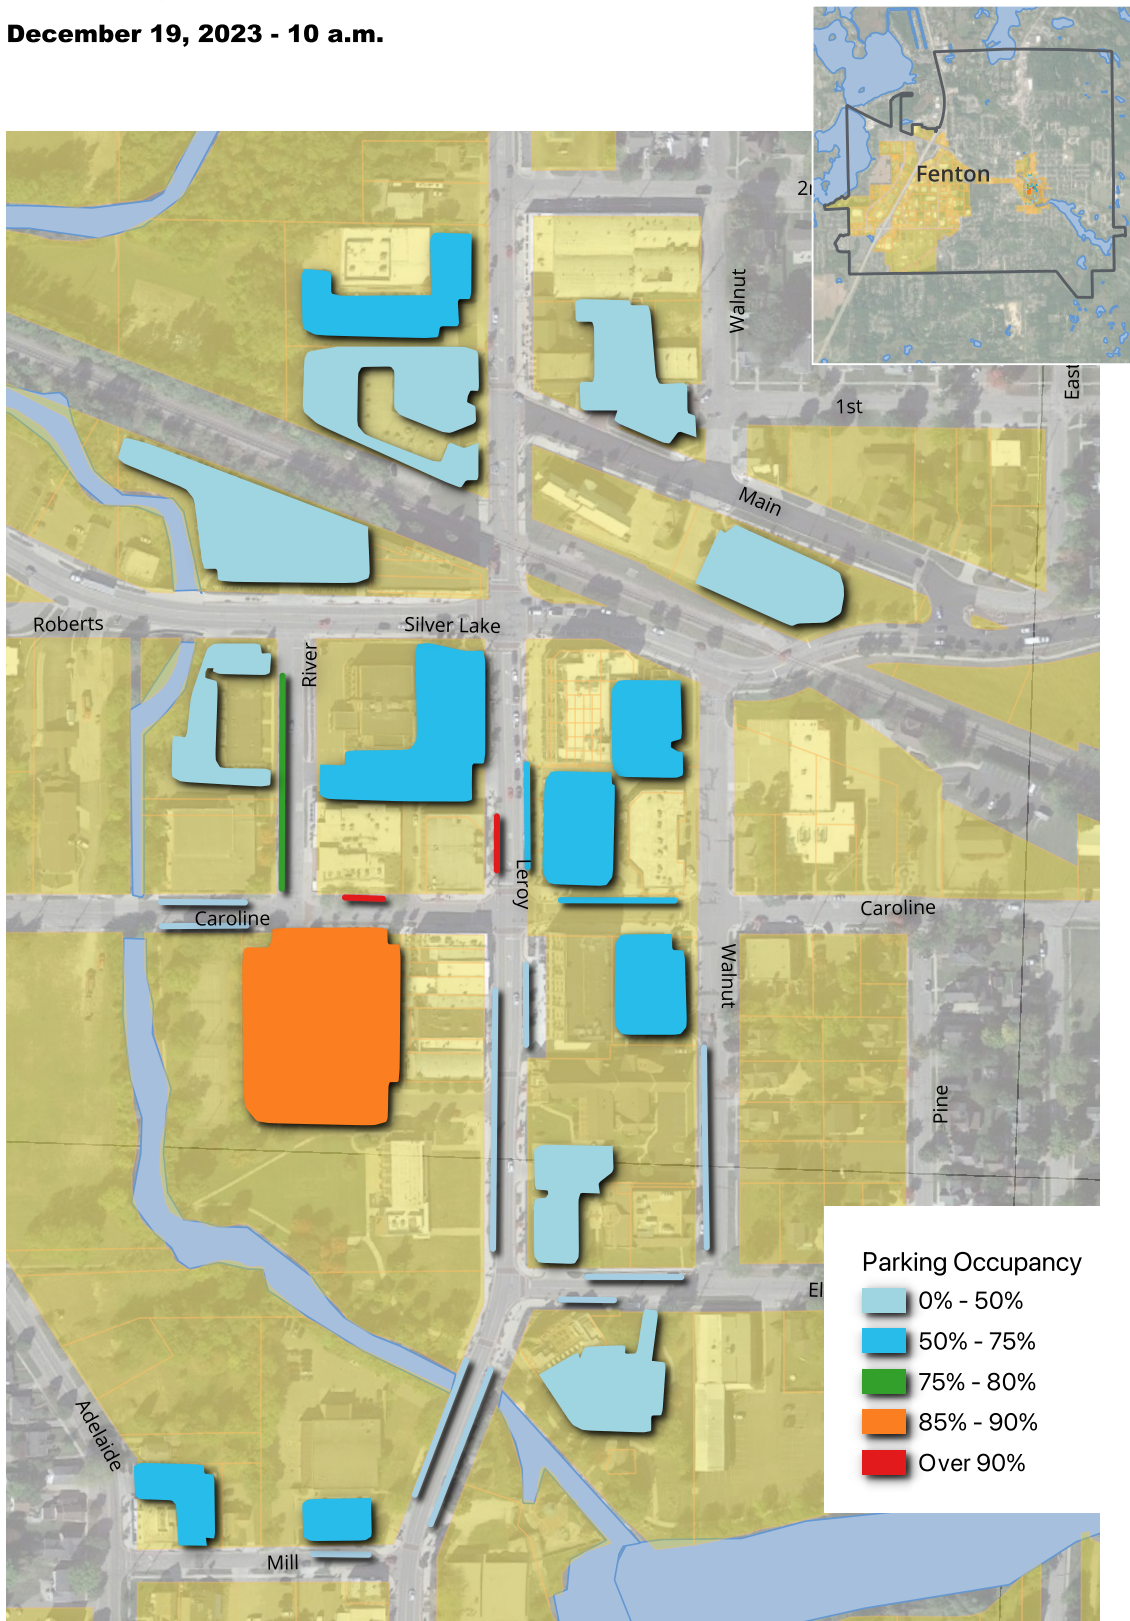 December 19, 2023 - 10 a.m.
Fenton
Walnut
East
1st
Main
Roberts
Silver Lake
River
Leroy
Caroline
Caroline
Walnut
Pine
Adelaide
Mill
Parking Occupancy
0% - 50%
50% - 75%
75% - 80%
85% - 90%
Over 90%